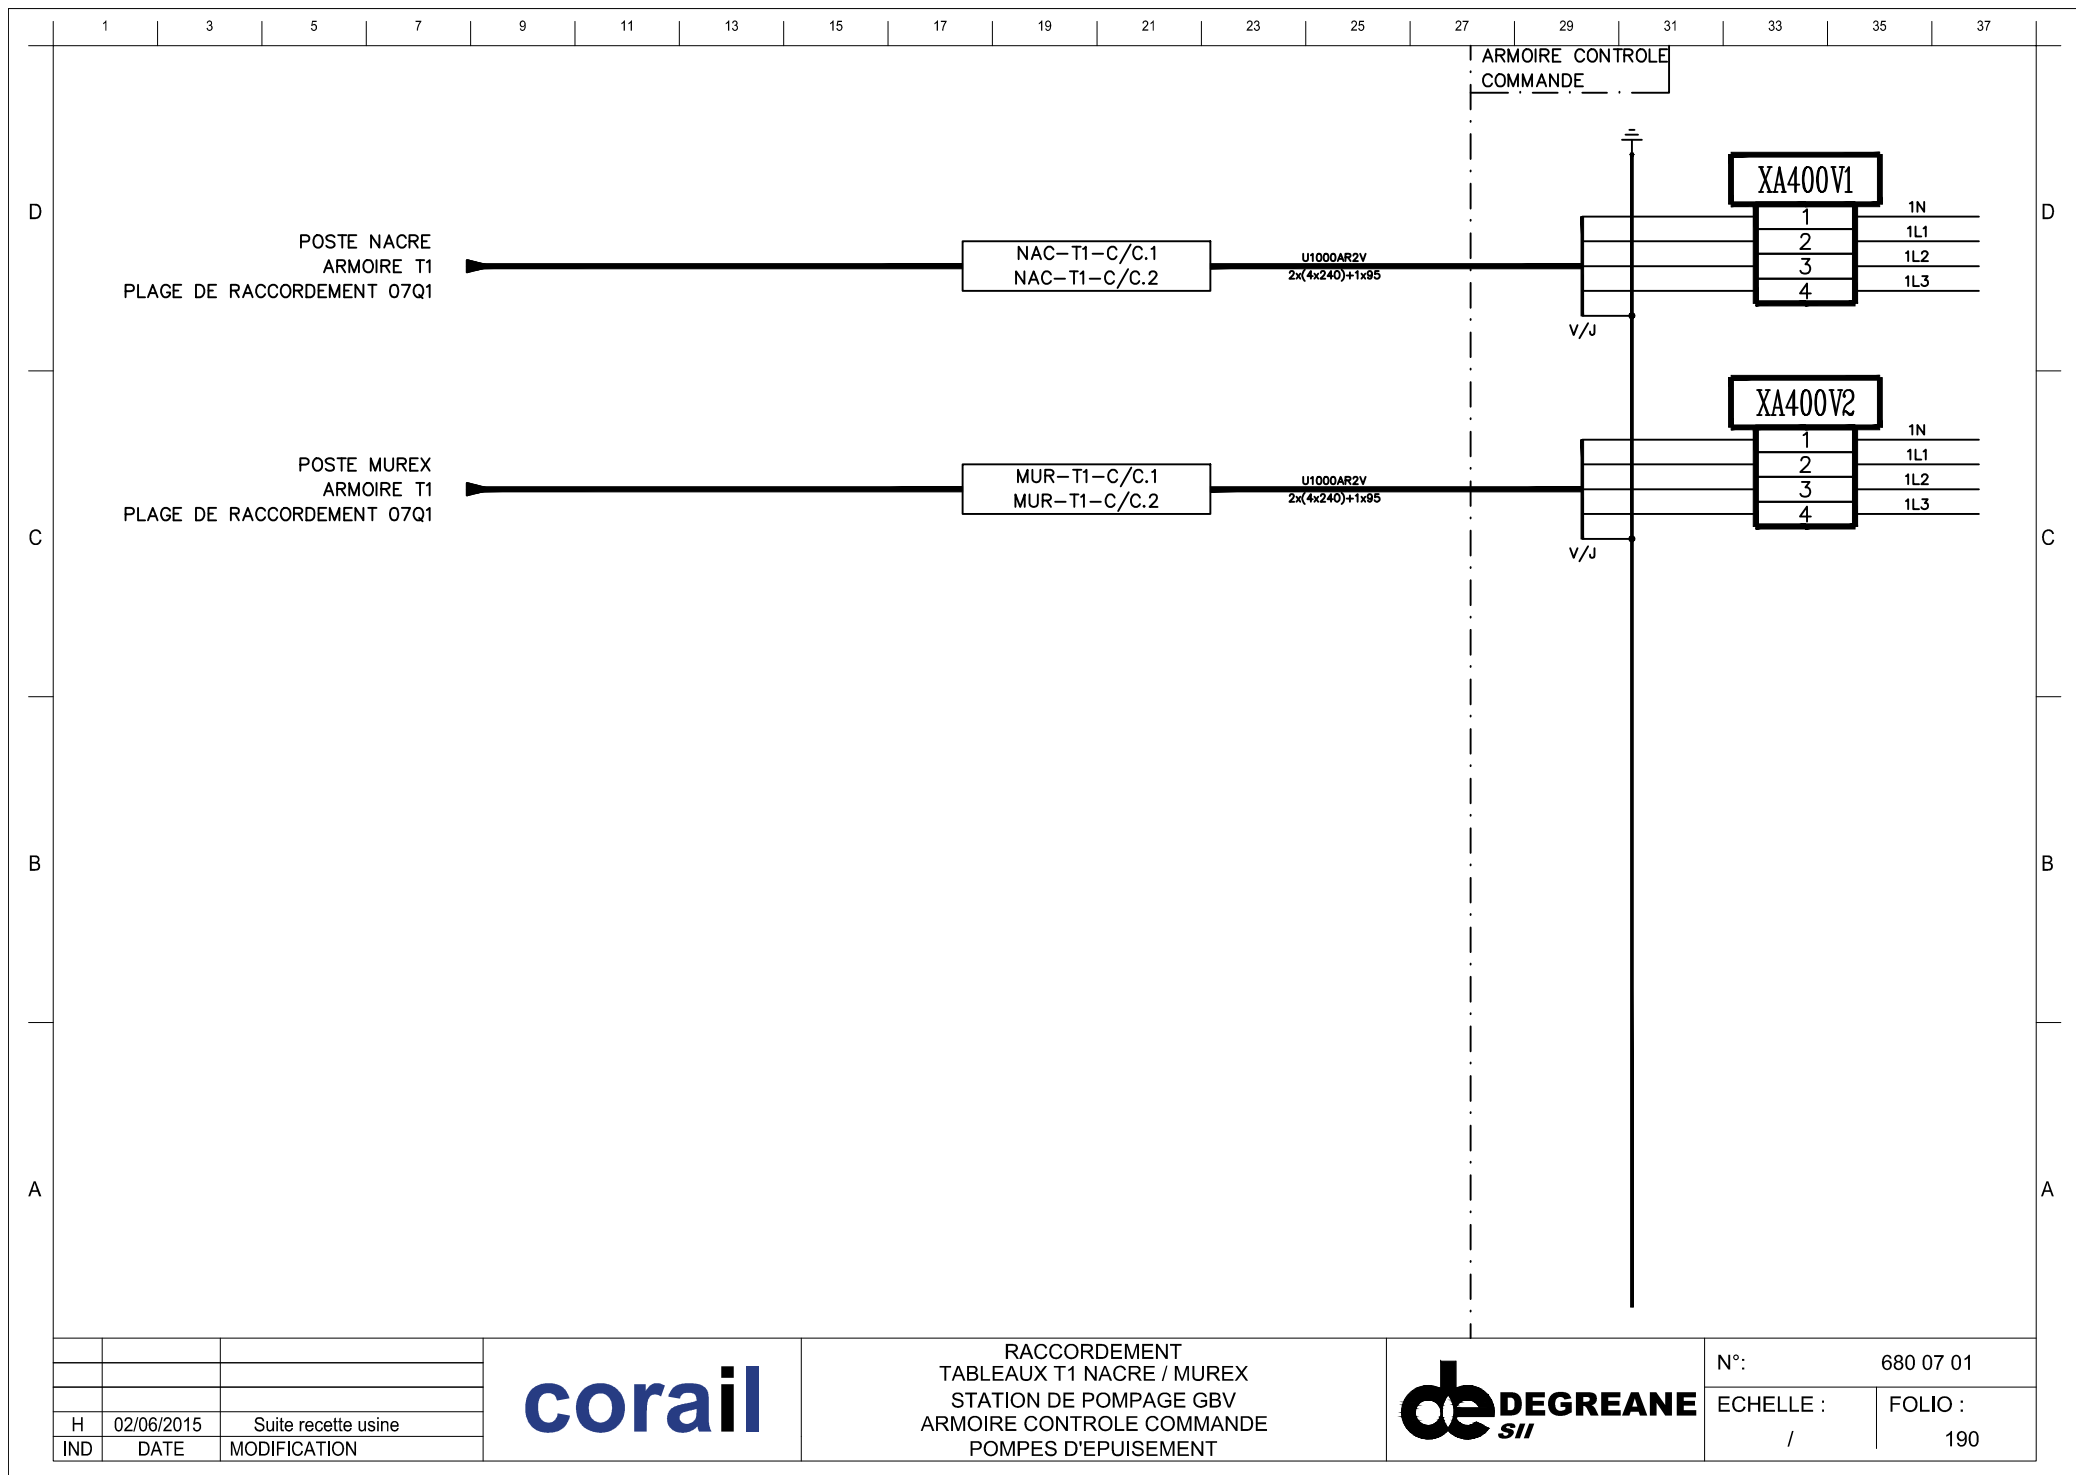 1 3 5 7 9 11 13 15 17 19 21 23 25 27 29 31 33 35 37
ARMOIRE CONTROLE
COMMANDE
D
D
POSTE NACRE
ARMOIRE T1
PLAGE DE RACCORDEMENT 07Q1
NAC-T1-C/C.1
NAC-T1-C/C.2
U1000AR2V
2x(4x240)+1x95
V/J
XA400V1
1 1N
2 1L1
3 1L2
4 1L3
POSTE MUREX
ARMOIRE T1
PLAGE DE RACCORDEMENT 07Q1
MUR-T1-C/C.1
MUR-T1-C/C.2
U1000AR2V
2x(4x240)+1x95
V/J
XA400V2
1 1N
2 1L1
3 1L2
4 1L3
C
C
B
B
A
A
H 02/06/2015 Suite recette usine
IND DATE MODIFICATION
corail
RACCORDEMENT
TABLEAUX T1 NACRE / MUREX
STATION DE POMPAGE GBV
ARMOIRE CONTROLE COMMANDE
POMPES D'EPUISEMENT
de DEGREANE
SII
N°: 680 07 01
ECHELLE : FOLIO :
/ 190